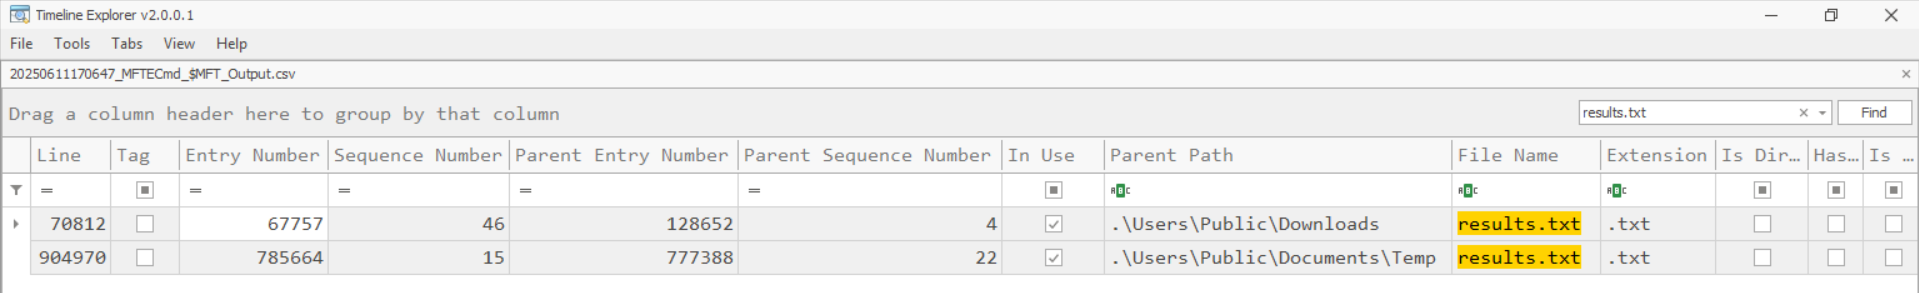 Timeline Explorer v2.0.0.1
File Tools Tabs View Help
20250611170647_MFTECmd_$MFT_Output.csv
Drag a column header here to group by that column
results.txt Find
Line Tag Entry Number Sequence Number Parent Entry Number Parent Sequence Number In Use Parent Path File Name Extension Is Dir… Has… Is …
= = = = = ABC ABC ABC
70812 67757 46 128652 4 .\Users\Public\Downloads results.txt .txt
904970 785664 15 777388 22 .\Users\Public\Documents\Temp results.txt .txt